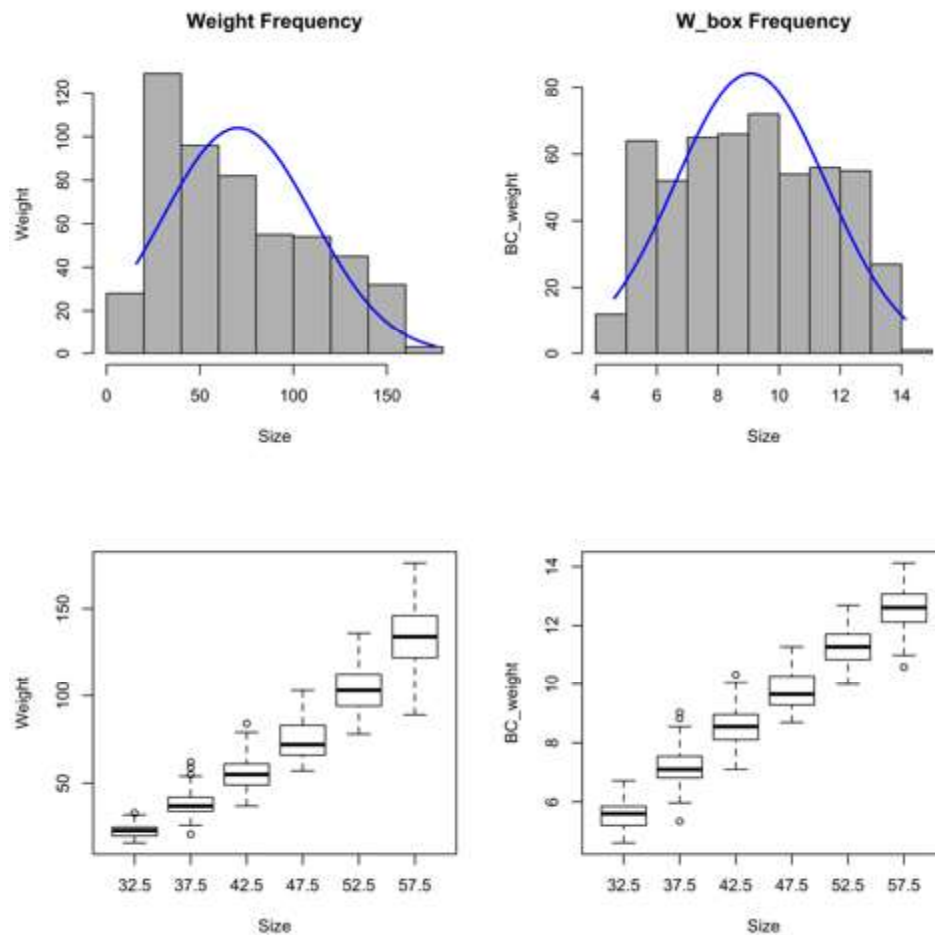 Weight Frequency
Weight
0 20 40 60 80 100 120
0 50 100 150
Size
W_box Frequency
BC_weight
0 20 40 60 80
4 6 8 10 12 14
Size
Weight
50 100 150
32.5 37.5 42.5 47.5 52.5 57.5
Size
BC_weight
6 8 10 12 14
32.5 37.5 42.5 47.5 52.5 57.5
Size